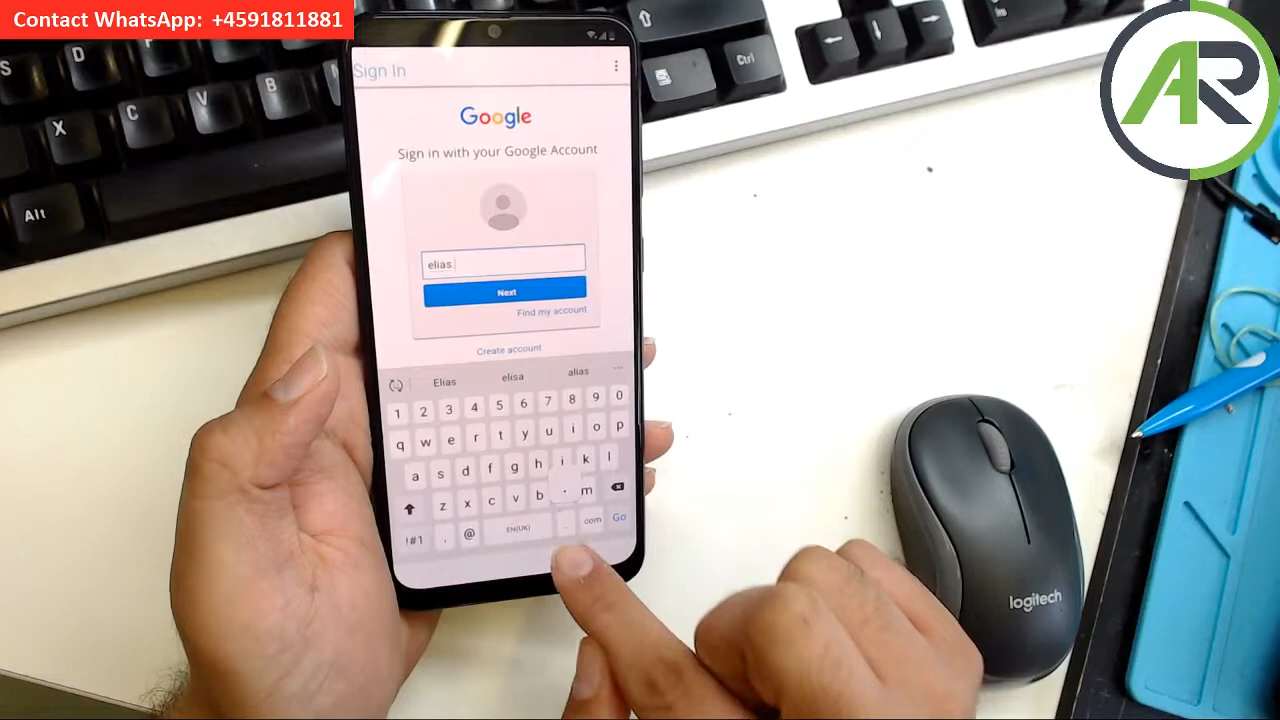 Contact WhatsApp: +4591811881
Sign In
Google
Sign in with your Google Account
elias
Next
Find my account
Create account
Elias elisa alias
1 2 3 4 5 6 7 8 9 0
q w e r t y u i o p
a s d f g h i k l
z x c v b . m
!#1 , @ EN(UK) . com Go
S D
X C V B
Alt
Ctrl
AR
logitech